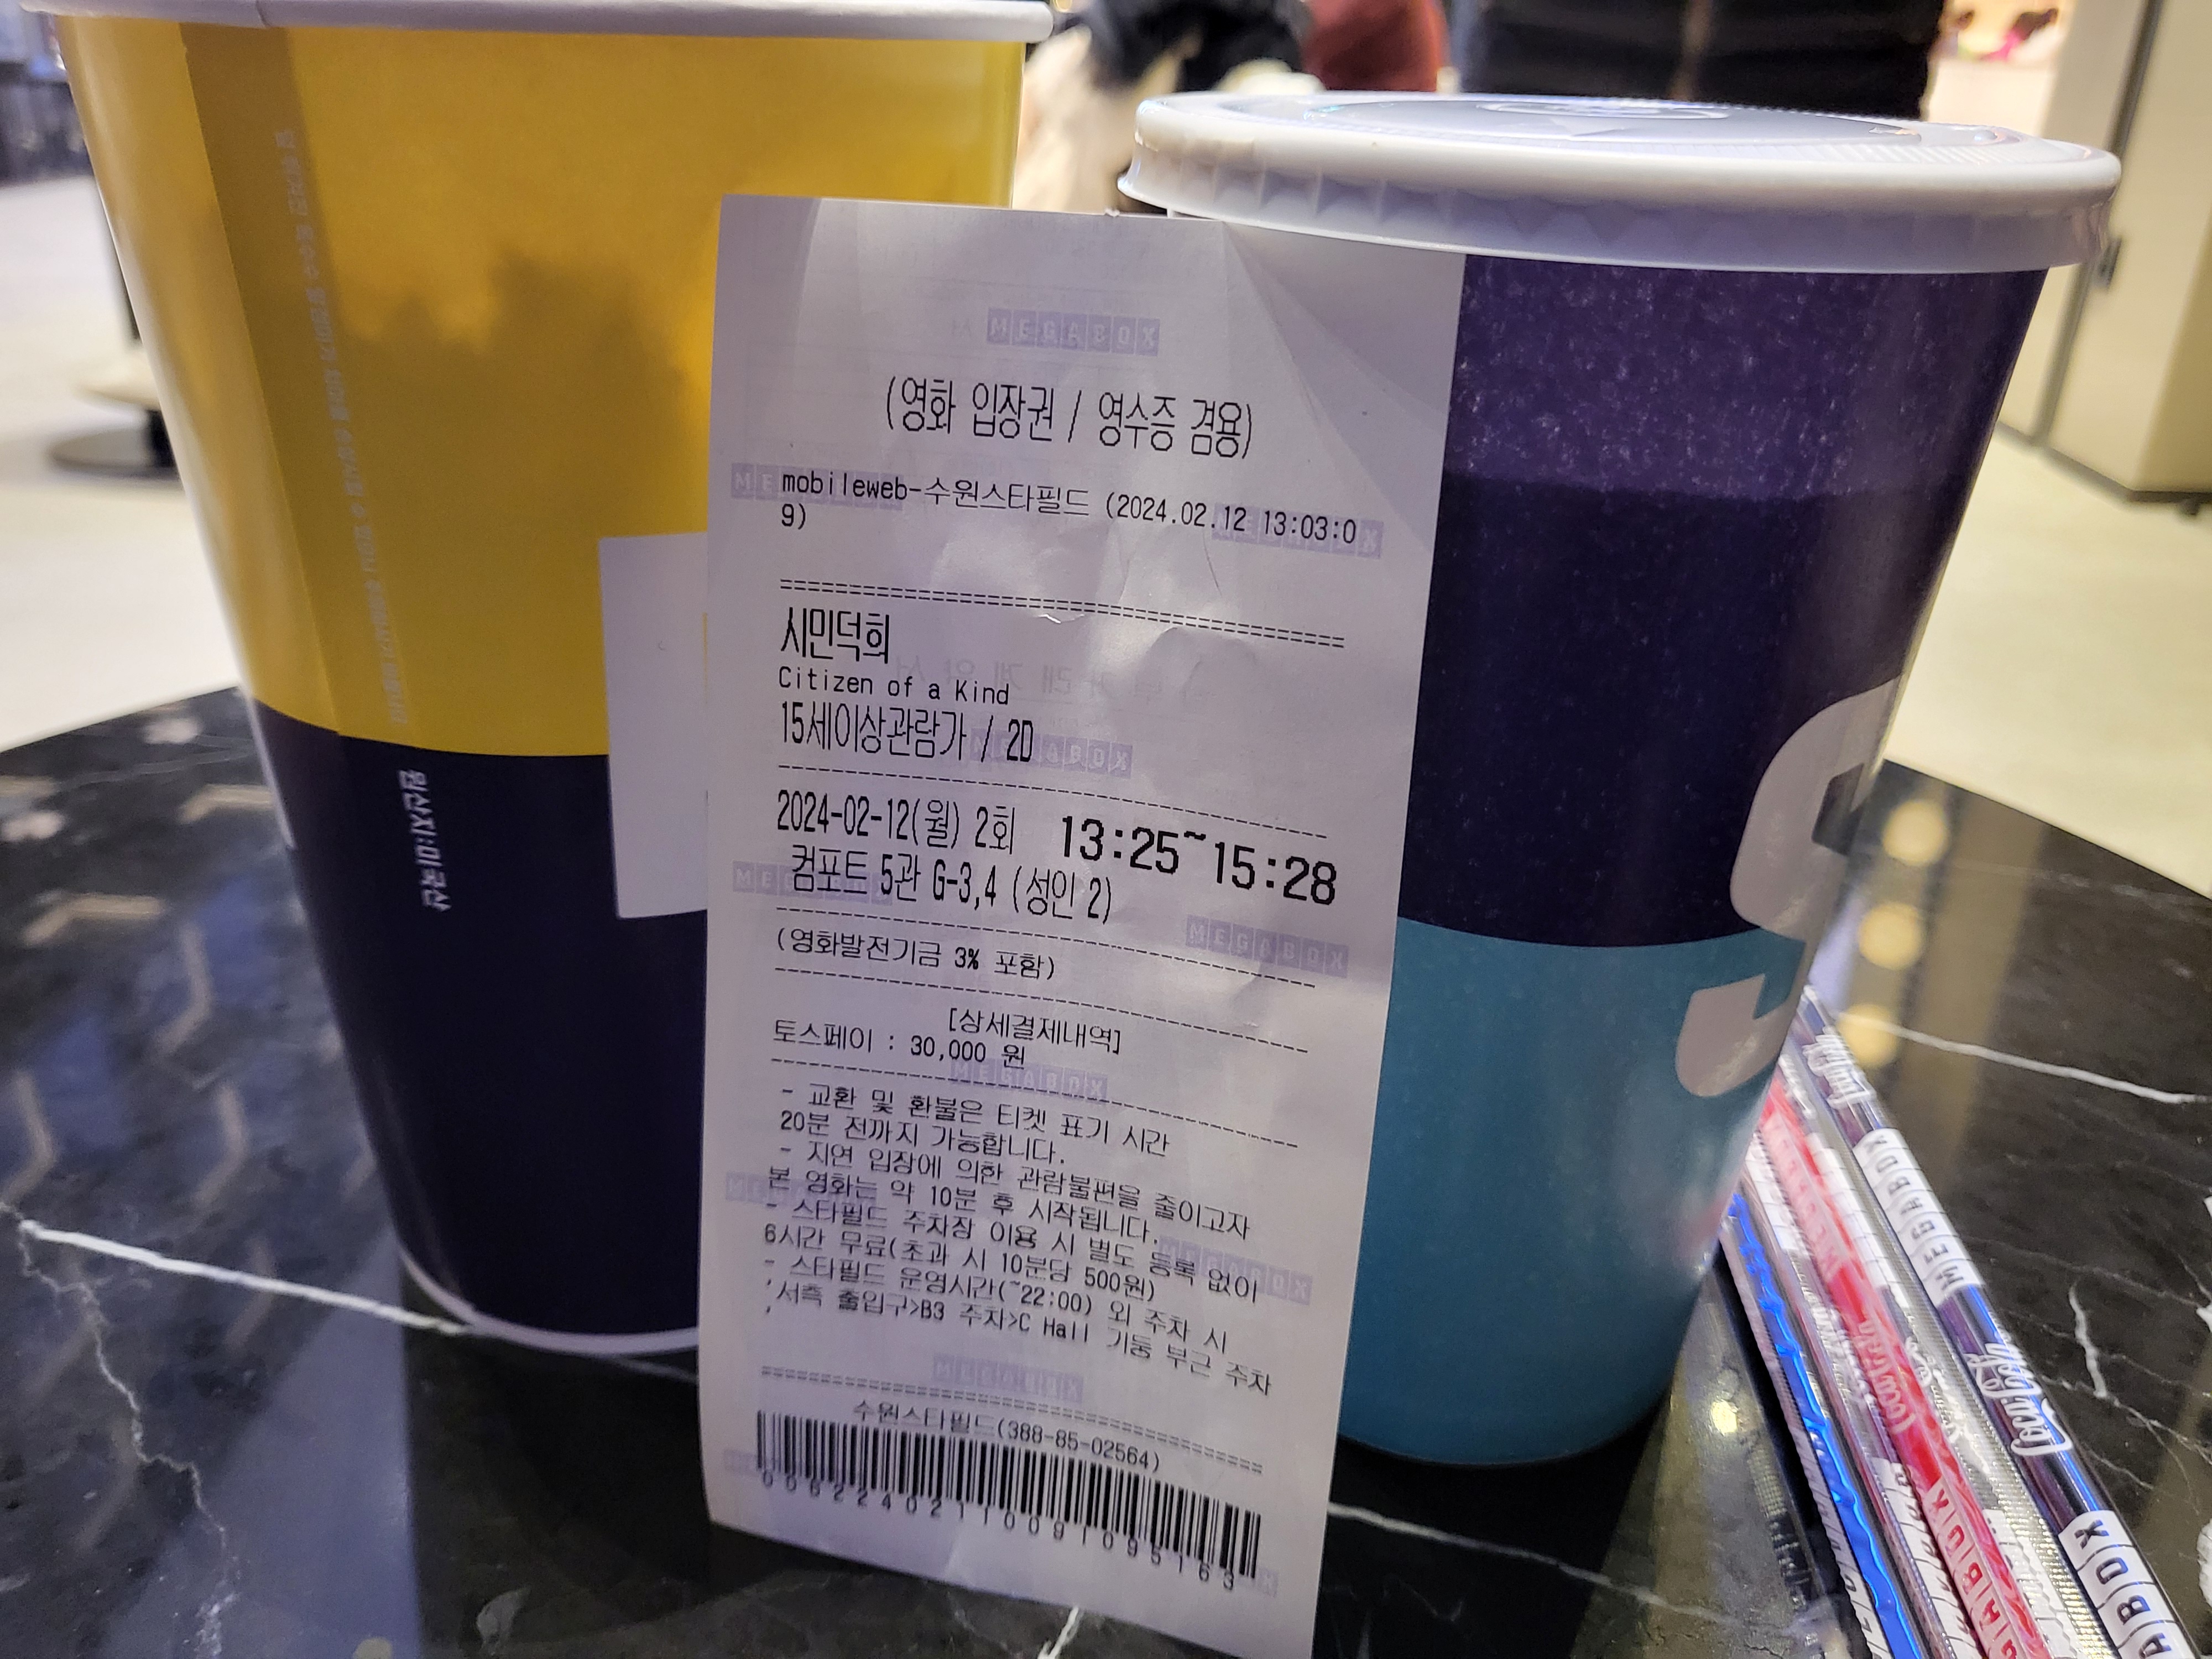 (영화 입장권 / 영수증 겸용)
mobileweb-수원스타필드 (2024.02.12 13:03:0
9)
시민덕희
Citizen of a Kind
15세이상관람가 / 2D
2024-02-12(월) 2회 13:25~15:28
컴포트 5관 G-3,4 (성인 2)
(영화발전기금 3% 포함)
[상세결제내역]
토스페이 : 30,000 원
- 교환 및 환불은 티켓 표기 시간
20분 전까지 가능합니다.
- 지연 입장에 의한 관람불편을 줄이고자
본 영화는 약 10분 후 시작됩니다.
- 스타필드 주차장 이용 시 별도 등록 없이
6시간 무료(초과 시 10분당 500원)
- 스타필드 운영시간(~22:00) 외 주차 시
,서측 출입구>B3 주차>C Hall 기둥 부근 주차
,
수원스타필드(388-85-02564)
원산지:미국산
MEGABOX